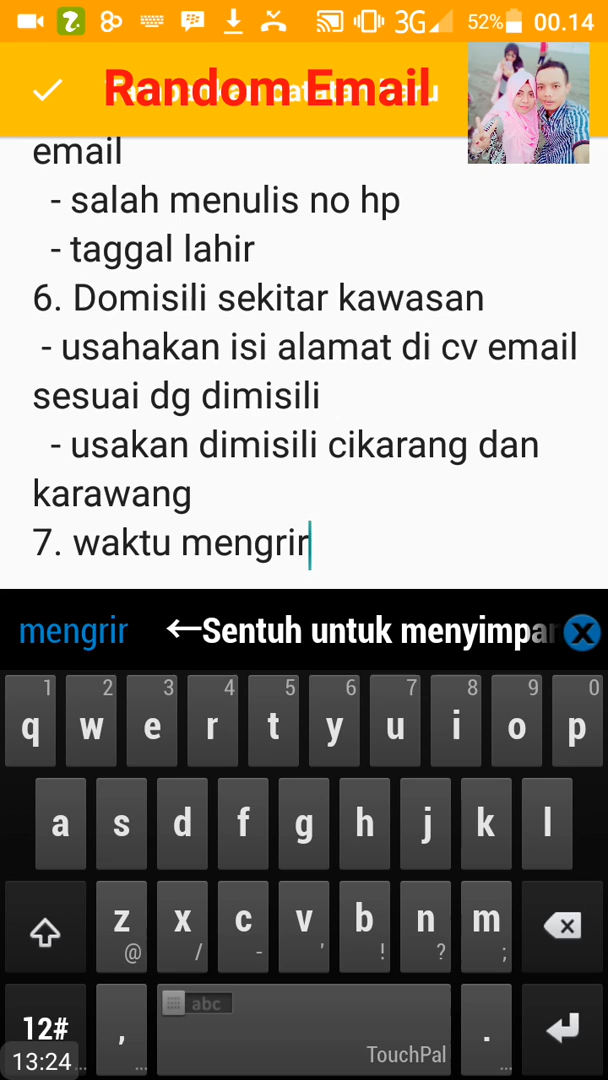 3G 52% 00.14
Random Email
email
- salah menulis no hp
- taggal lahir
6. Domisili sekitar kawasan
- usahakan isi alamat di cv email
sesuai dg dimisili
- usakan dimisili cikarang dan
karawang
7. waktu mengrir
mengrir ←Sentuh untuk menyimpan
1 2 3 4 5 6 7 8 9 0
q w e r t y u i o p
a s d f g h j k l
z x c v b n m
@ / - ' ! ? ;
12# , abc .
TouchPal
13:24